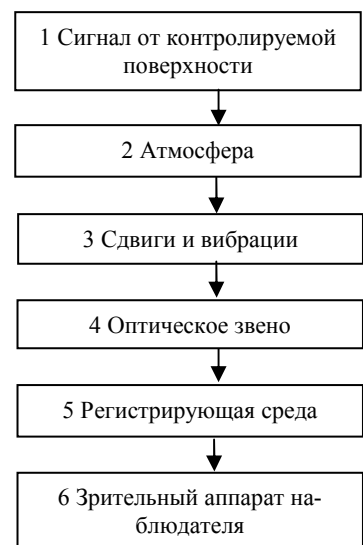 1 Сигнал от контролируемой
поверхности
2 Атмосфера
3 Сдвиги и вибрации
4 Оптическое звено
5 Регистрирующая среда
6 Зрительный аппарат на-
блюдателя